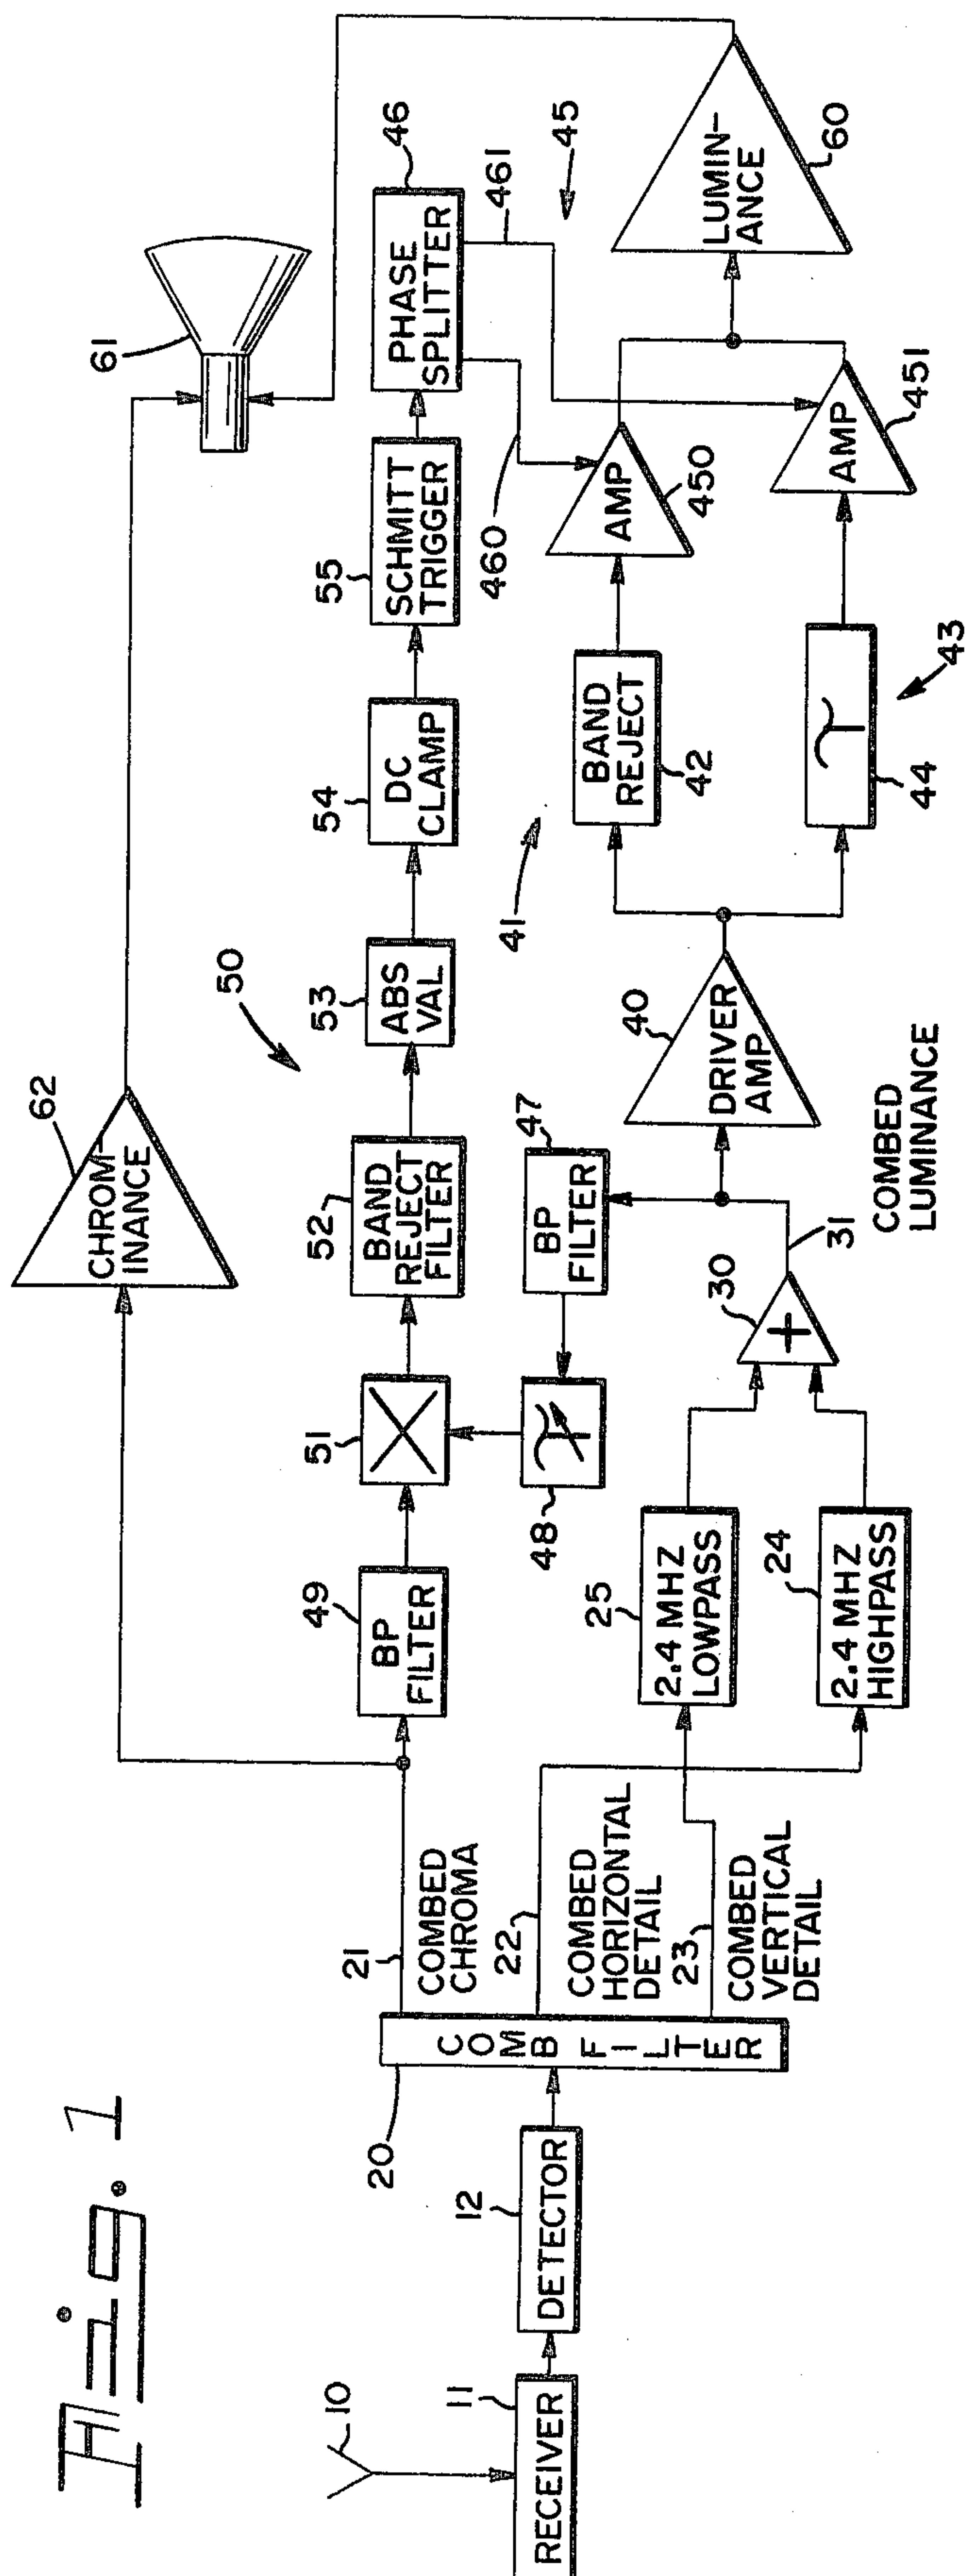 Fig. 1
10
11
RECEIVER
12
DETECTOR
20
COMB FILTER
21
COMBED
CHROMA
22
COMBED
HORIZONTAL
DETAIL
23
COMBED
VERTICAL
DETAIL
62
CHROM-
INANCE
61
49
BP
FILTER
51
50
52
BAND
REJECT
FILTER
53
ABS
VAL
54
DC
CLAMP
55
SCHMITT
TRIGGER
46
PHASE
SPLITTER
460
461
45
48
47
BP
FILTER
25
2.4 MHZ
LOWPASS
24
2.4 MHZ
HIGHPASS
30
+
31
COMBED
LUMINANCE
40
DRIVER
AMP
41
BAND
REJECT
42
43
44
AMP
450
AMP
451
LUMIN-
ANCE
60